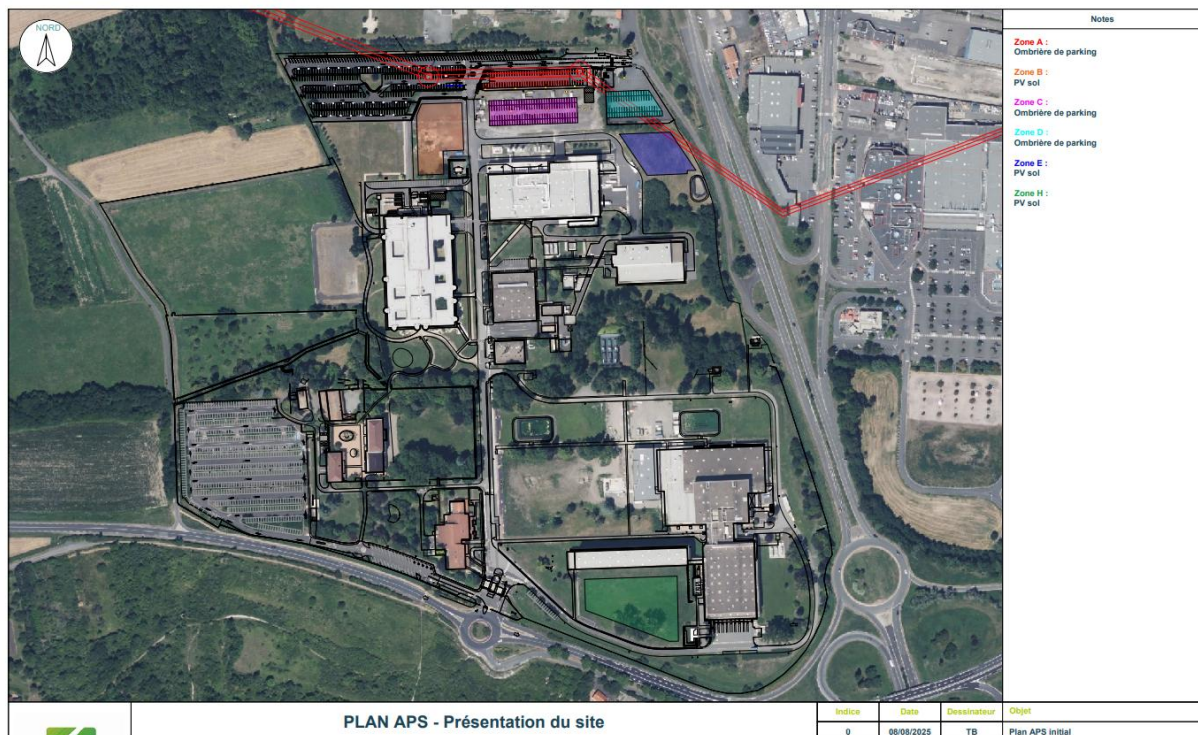 NORD
Notes
Zone A :
Ombrière de parking
Zone B :
PV sol
Zone C :
Ombrière de parking
Zone D :
Ombrière de parking
Zone E :
PV sol
Zone H :
PV sol
PLAN APS - Présentation du site
Indice
Date
Dessinateur
Objet
0
08/08/2025
TB
Plan APS initial